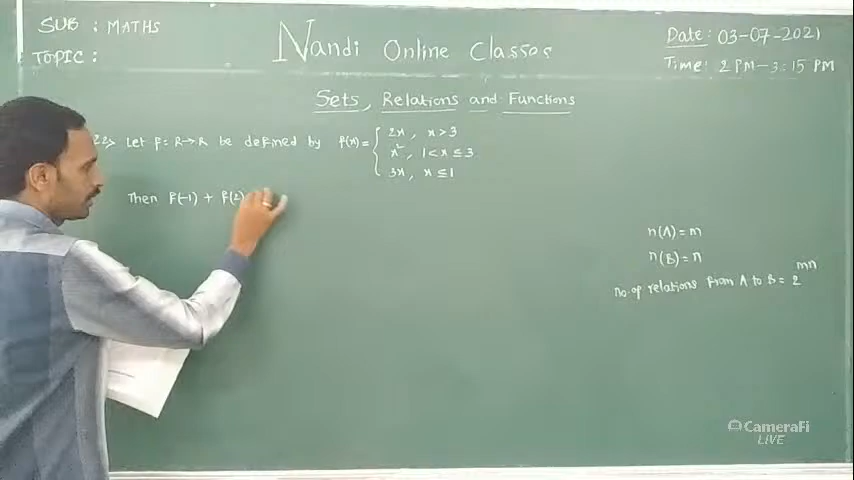 SUB : MATHS
TOPIC :
Nandi Online Classes
Date: 03-07-2021
Time: 2 PM-3:15 PM
Sets, Relations and Functions
22> Let f: R→R be defined by f(x)= { 2x, x>3
x², 1<x≤3
3x, x≤1
Then f(-1) + f(2)
n(A)=m
n(B)=n
no. of relations from A to B = 2^mn
CameraFi
LIVE